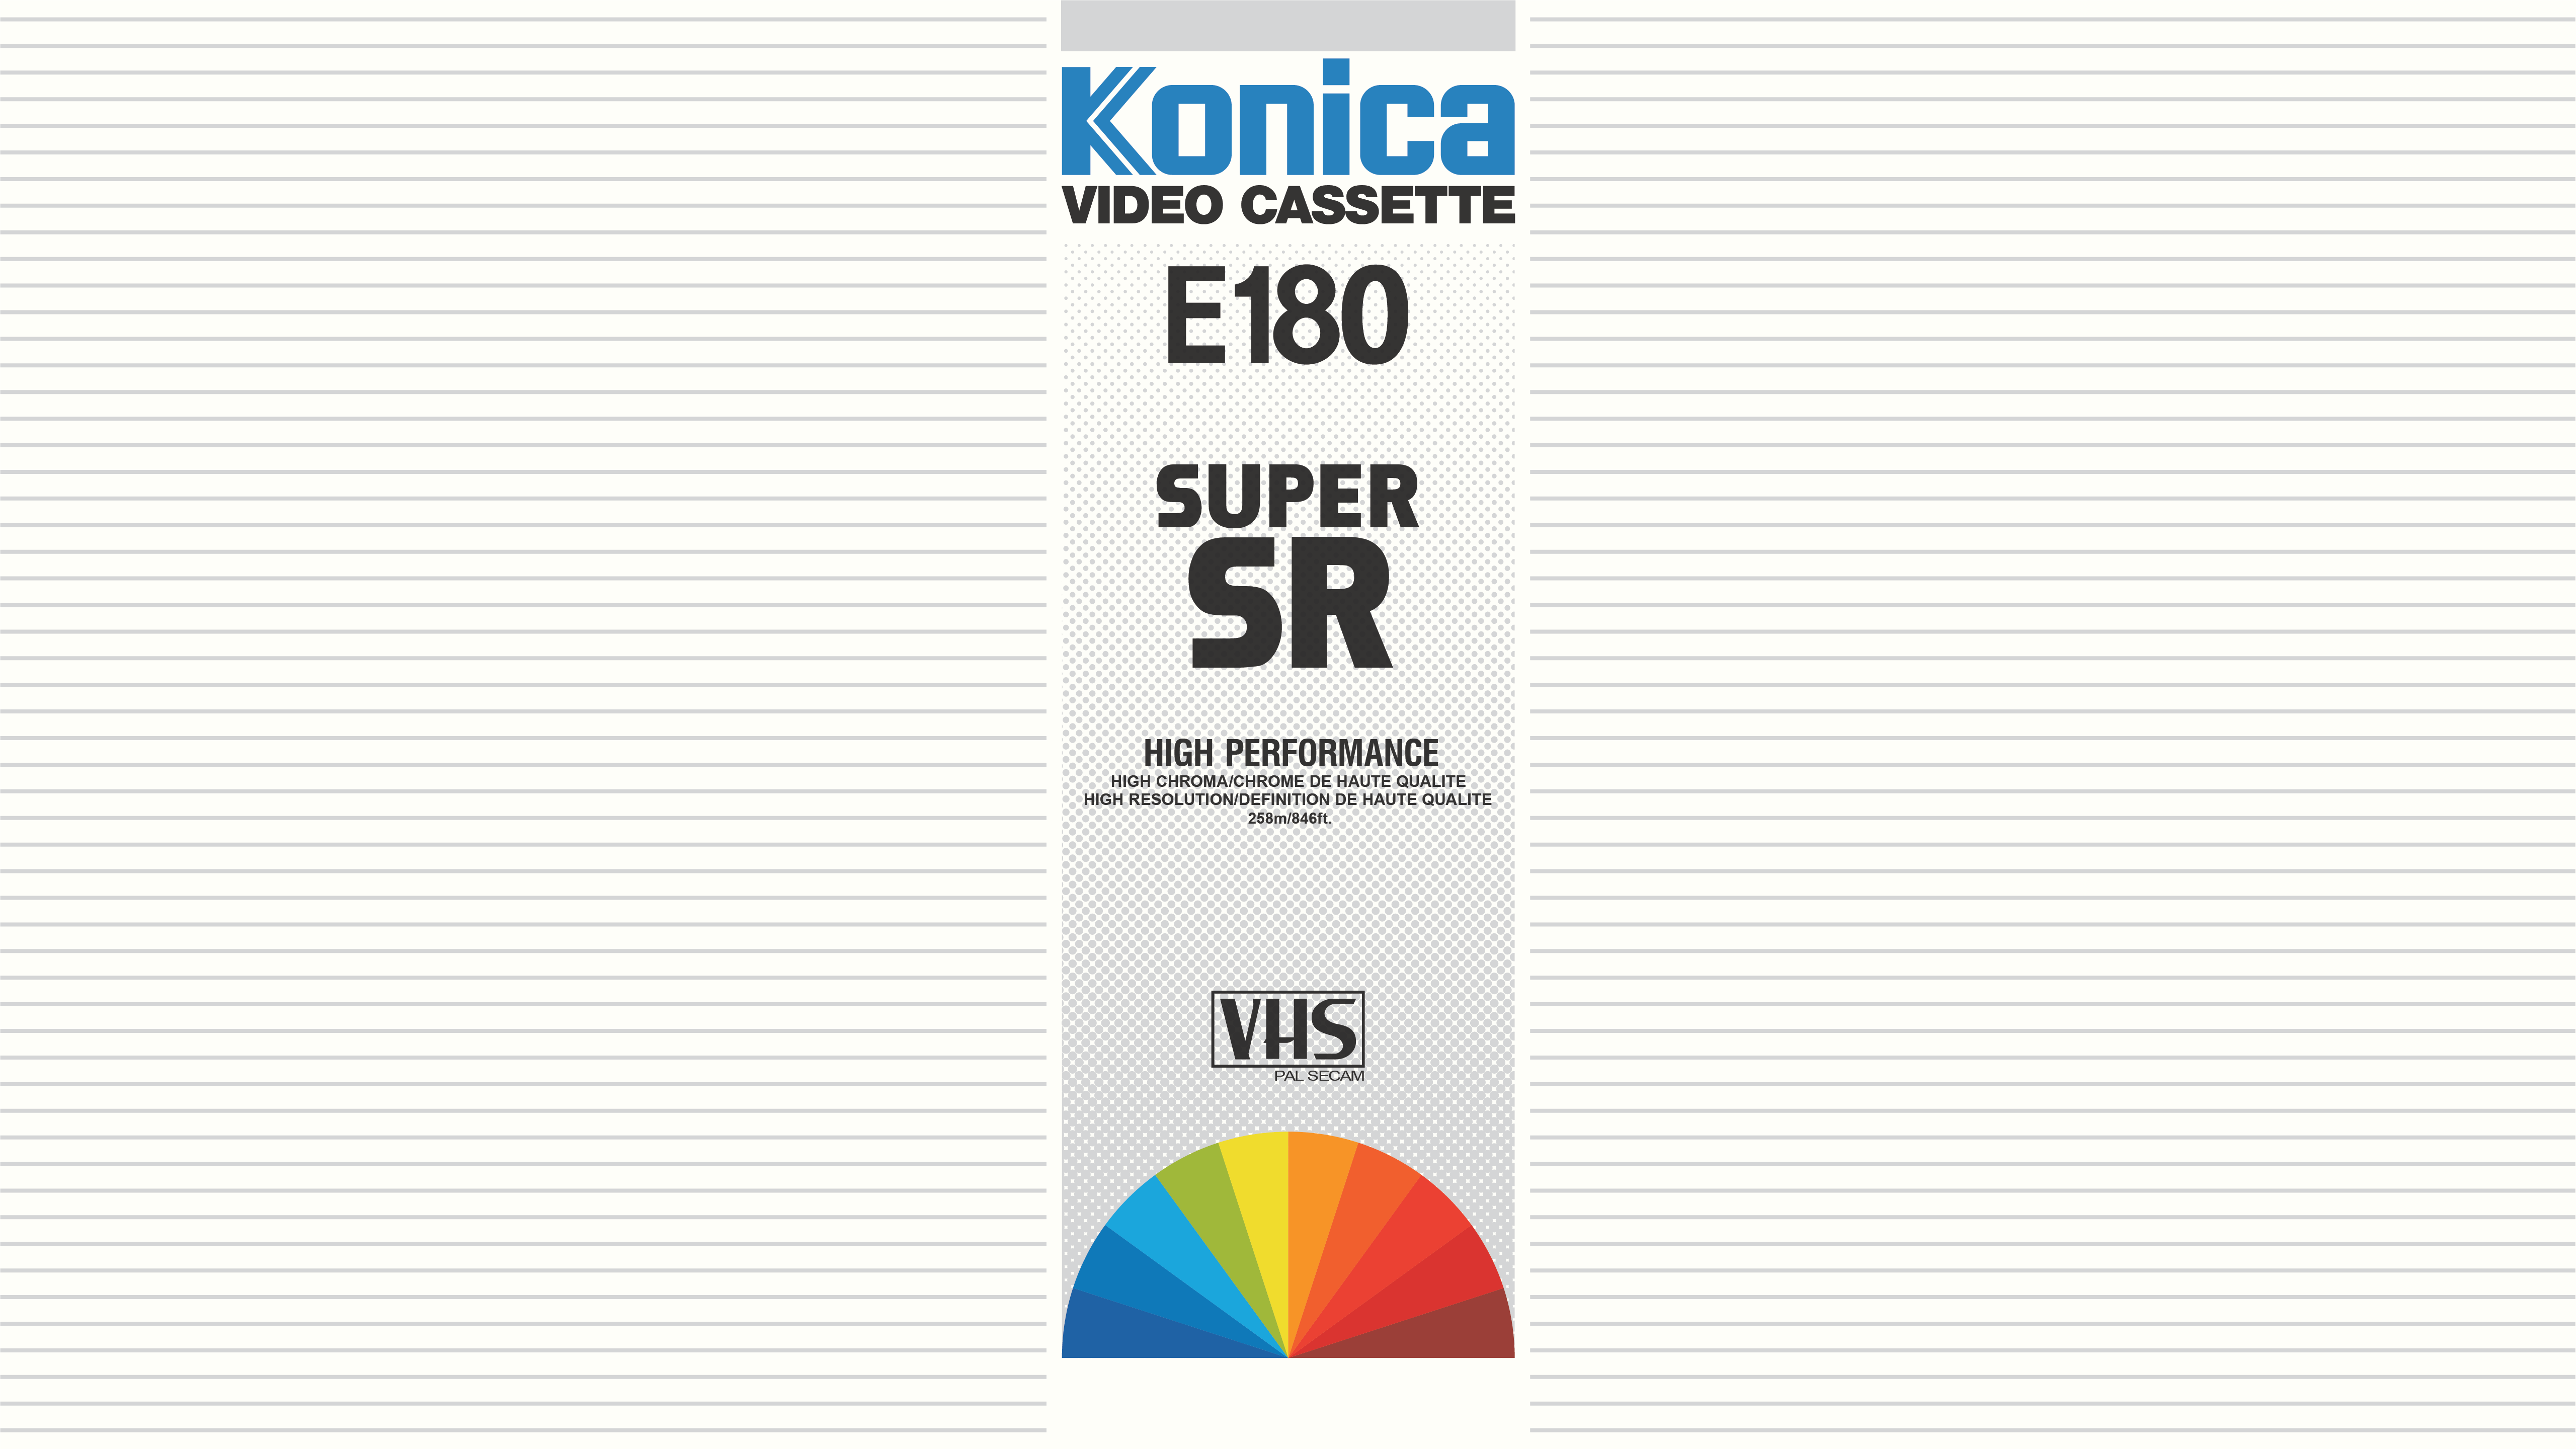 Konica
VIDEO CASSETTE
E180
SUPER
SR
HIGH PERFORMANCE
HIGH CHROMA/CHROME DE HAUTE QUALITE
HIGH RESOLUTION/DEFINITION DE HAUTE QUALITE
258m/846ft.
VHS
PAL SECAM